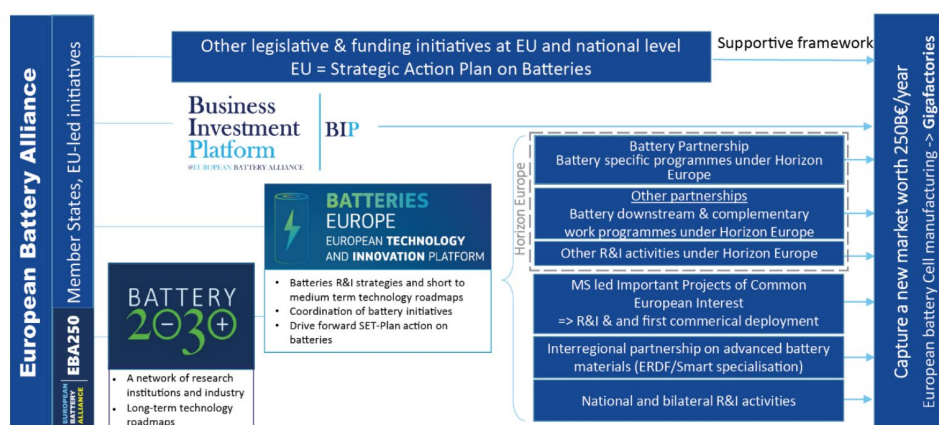 European Battery Alliance
Member States, EU-led initiatives
EBA250
EUROPEAN
BATTERY
ALLIANCE
Other legislative & funding initiatives at EU and national level
EU = Strategic Action Plan on Batteries
Supportive framework
Business
Investment
Platform
@EUROPEAN BATTERY ALLIANCE
BIP
BATTERIES
EUROPE
EUROPEAN TECHNOLOGY
AND INNOVATION PLATFORM
• Batteries R&I strategies and short to
medium term technology roadmaps
• Coordination of battery initiatives
• Drive forward SET-Plan action on
batteries
BATTERY
2030+
• A network of research
institutions and industry
• Long-term technology
roadmaps
Horizon Europe
Battery Partnership
Battery specific programmes under Horizon
Europe
Other partnerships
Battery downstream & complementary
work programmes under Horizon Europe
Other R&I activities under Horizon Europe
MS led Important Projects of Common
European Interest
=> R&I & and first commerical deployment
Interregional partnership on advanced battery
materials (ERDF/Smart specialisation)
National and bilateral R&I activities
Capture a new market worth 250B€/year
European battery Cell manufacturing -> Gigafactories